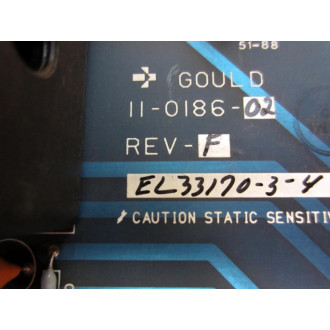 51-88
GOULD
11-0186-02
REV-F
EL33170-3-4
CAUTION STATIC SENSITIV